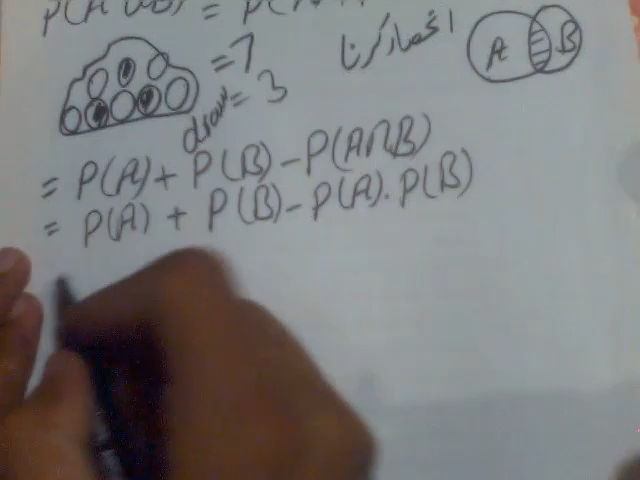 = 7
draw = 3
انحصار کرنا
A B
= P(A) + P(B) - P(A∩B)
= P(A) + P(B) - P(A).P(B)